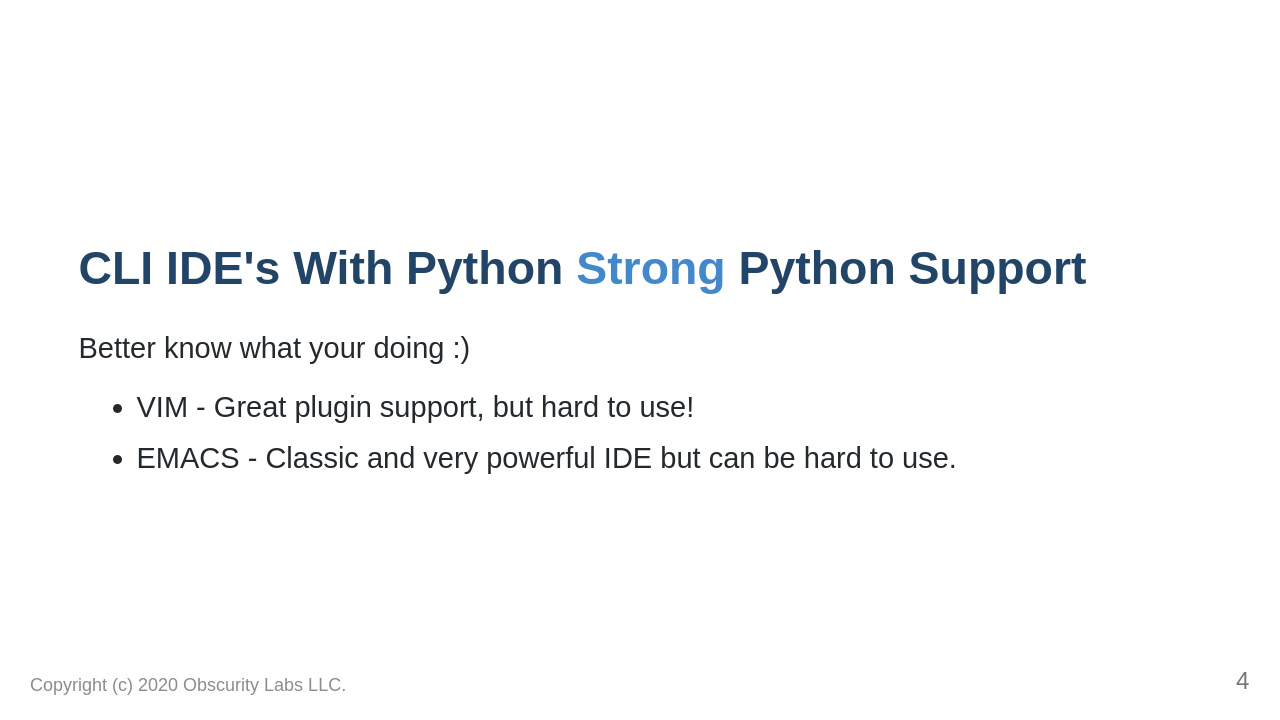 CLI IDE's With Python Strong Python Support
Better know what your doing :)
• VIM - Great plugin support, but hard to use!
• EMACS - Classic and very powerful IDE but can be hard to use.
Copyright (c) 2020 Obscurity Labs LLC.
4